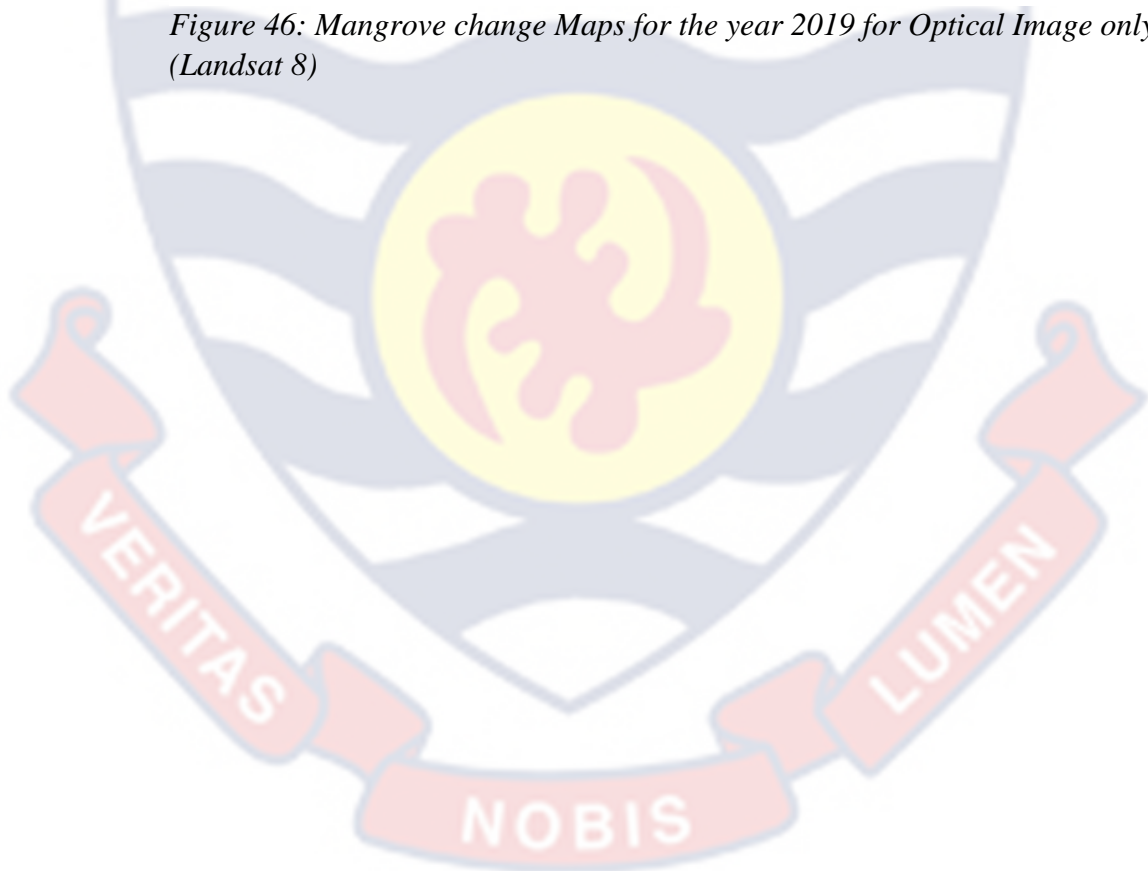 Figure 46: Mangrove change Maps for the year 2019 for Optical Image only
(Landsat 8)
VERITAS
NOBIS
LUMEN